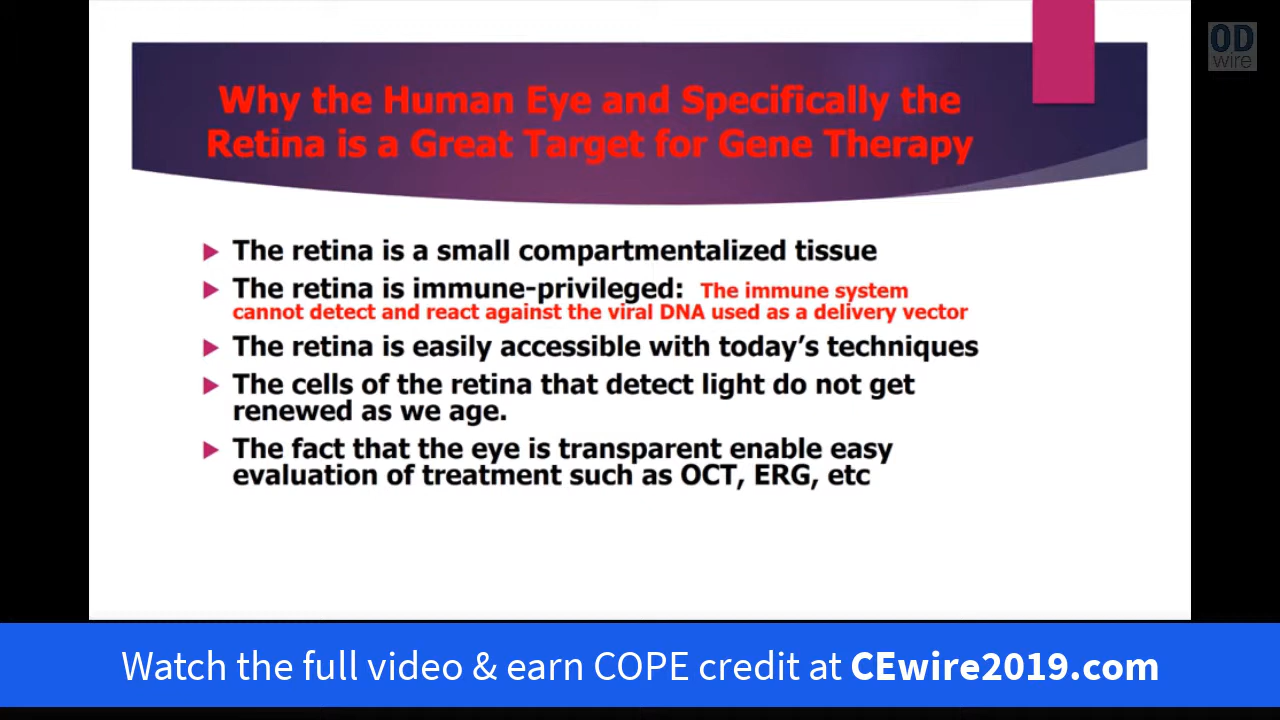 OD
wire
Why the Human Eye and Specifically the
Retina is a Great Target for Gene Therapy
The retina is a small compartmentalized tissue
The retina is immune-privileged: The immune system
cannot detect and react against the viral DNA used as a delivery vector
The retina is easily accessible with today's techniques
The cells of the retina that detect light do not get
renewed as we age.
The fact that the eye is transparent enable easy
evaluation of treatment such as OCT, ERG, etc
Watch the full video & earn COPE credit at CEwire2019.com